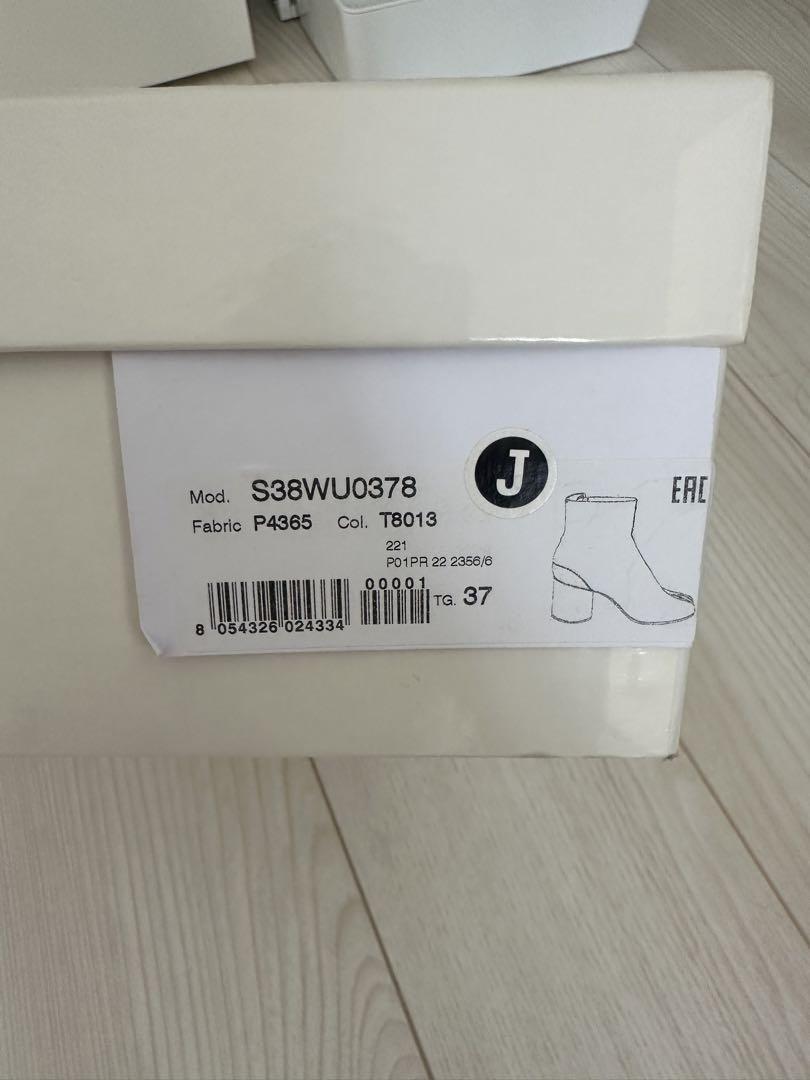 J
Mod. S38WU0378
EAC
Fabric P4365 Col. T8013
221
P01PR 22 2356/6
00001
TG. 37
8 054326 024334